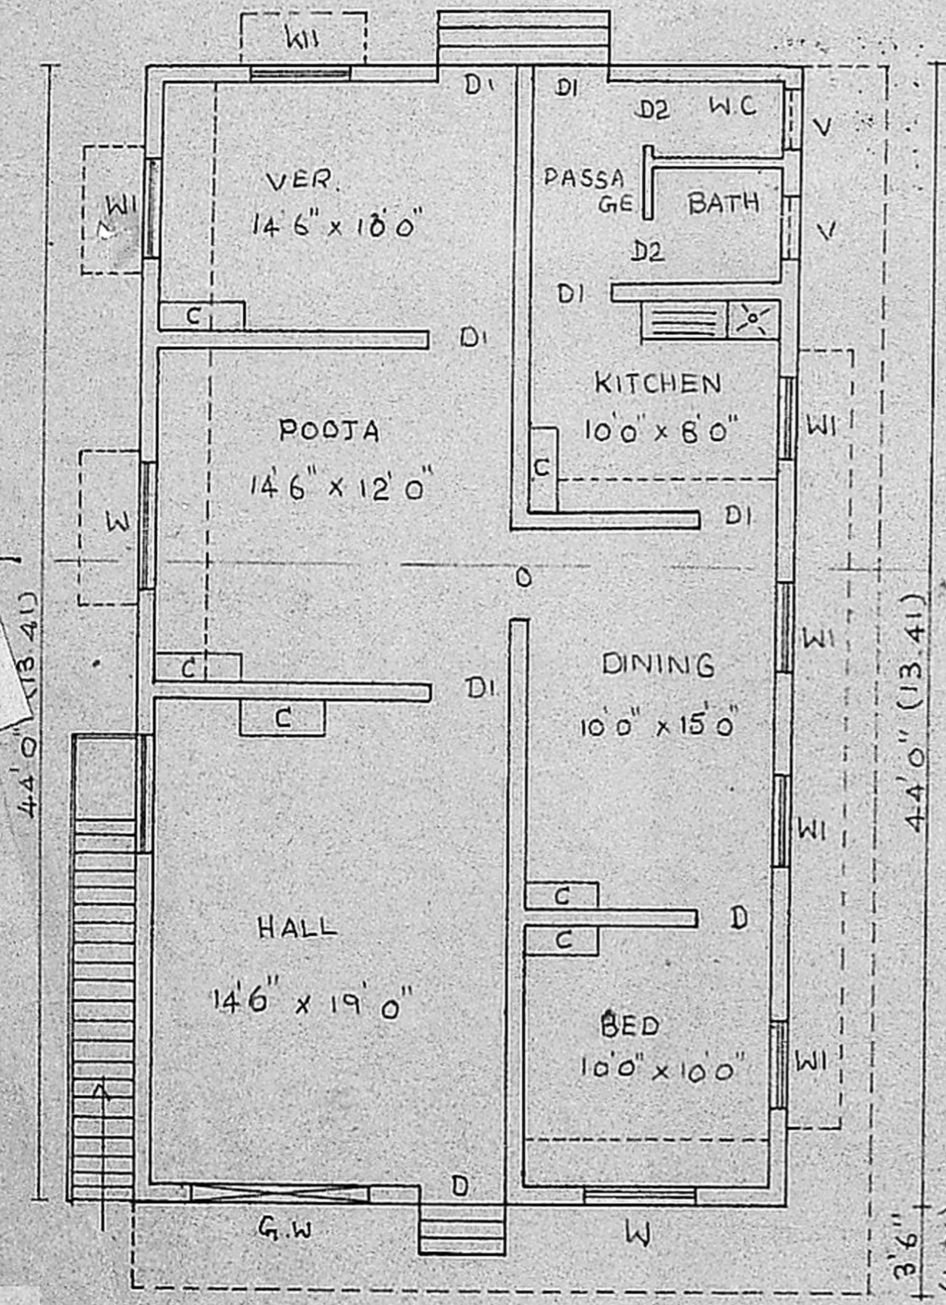 W1
D1
D1
D2
W.C
V
VER.
14'6" x 10'0"
W1
PASSA
GE
BATH
V
D2
D1
C
D1
KITCHEN
10'0" x 8'0"
W1
POOJA
14'6" x 12'0"
C
W
D1
O
44'0" (13.41)
44'0" (13.41)
W1
DINING
10'0" x 15'0"
C
D1
C
W1
C
D
C
HALL
14'6" x 19'0"
BED
10'0" x 10'0"
W1
D
G.W
W
3'6"